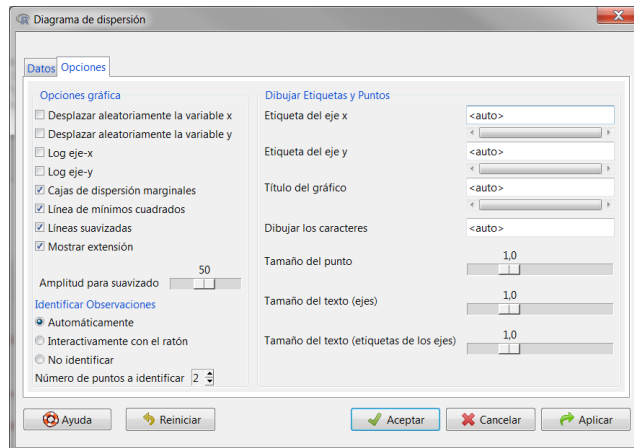 Diagrama de dispersión
Datos
Opciones
Opciones gráfica
Desplazar aleatoriamente la variable x
Desplazar aleatoriamente la variable y
Log eje-x
Log eje-y
Cajas de dispersión marginales
Línea de mínimos cuadrados
Líneas suavizadas
Mostrar extensión
50
Amplitud para suavizado
Identificar Observaciones
Automáticamente
Interactivamente con el ratón
No identificar
Número de puntos a identificar 2
Dibujar Etiquetas y Puntos
Etiqueta del eje x <auto>
Etiqueta del eje y <auto>
Título del gráfico <auto>
Dibujar los caracteres <auto>
1,0
Tamaño del punto
1,0
Tamaño del texto (ejes)
1,0
Tamaño del texto (etiquetas de los ejes)
Ayuda
Reiniciar
Aceptar
Cancelar
Aplicar